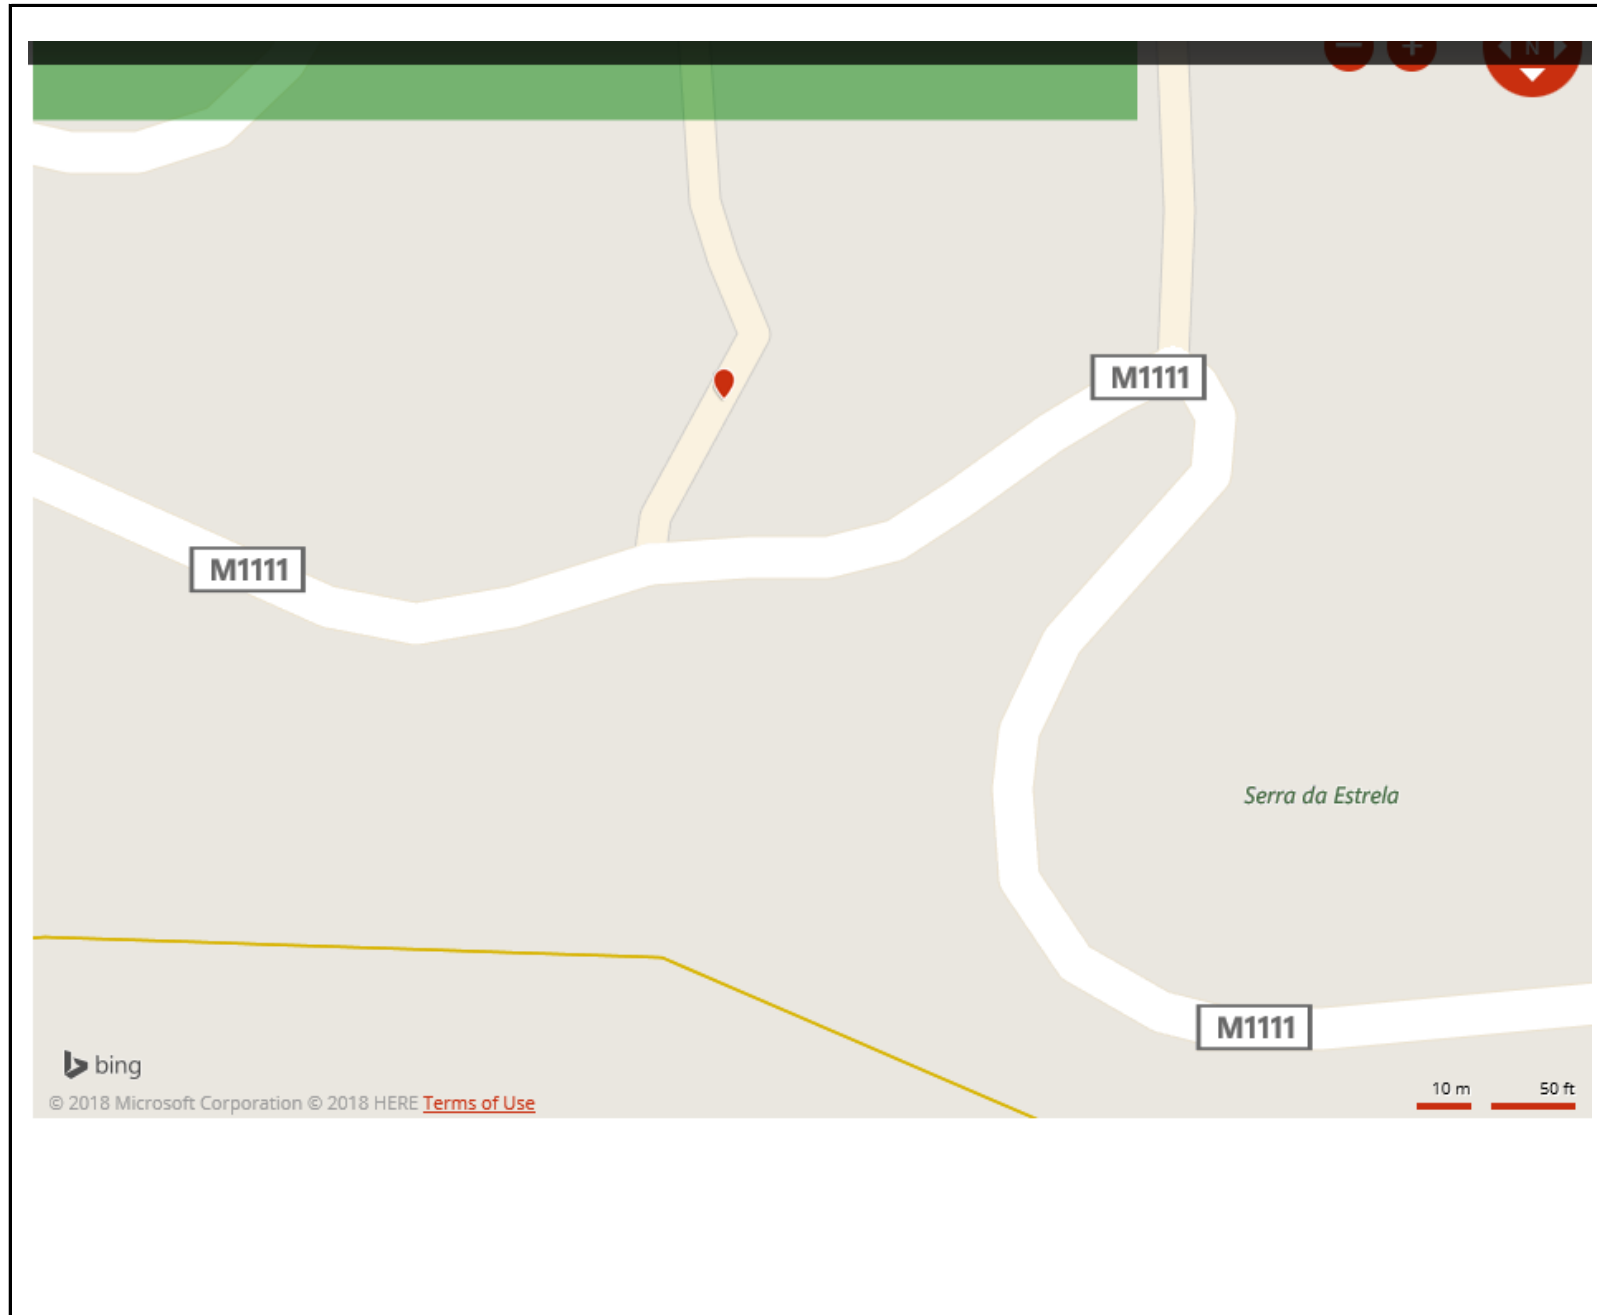 N
M1111
M1111
Serra da Estrela
M1111
bing
10 m 50 ft
© 2018 Microsoft Corporation © 2018 HERE Terms of Use